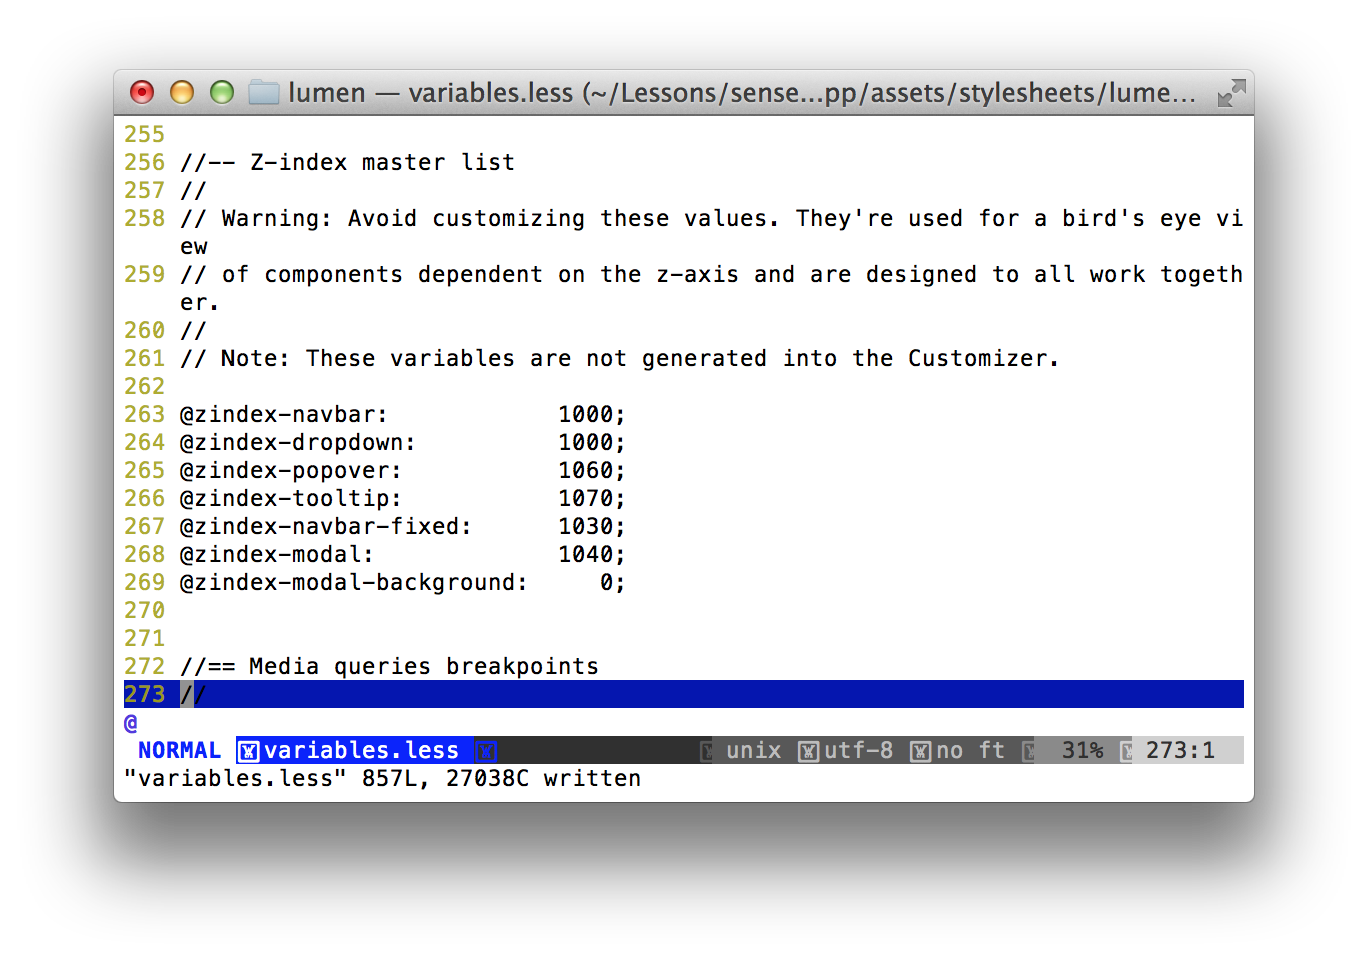 lumen — variables.less (~/Lessons/sense...pp/assets/stylesheets/lume...
255
256 //-- Z-index master list
257 //
258 // Warning: Avoid customizing these values. They're used for a bird's eye vi
ew
259 // of components dependent on the z-axis and are designed to all work togeth
er.
260 //
261 // Note: These variables are not generated into the Customizer.
262
263 @zindex-navbar:            1000;
264 @zindex-dropdown:          1000;
265 @zindex-popover:           1060;
266 @zindex-tooltip:           1070;
267 @zindex-navbar-fixed:      1030;
268 @zindex-modal:             1040;
269 @zindex-modal-background:     0;
270
271
272 //== Media queries breakpoints
273 //
@
NORMAL variables.less unix utf-8 no ft 31% 273:1
"variables.less" 857L, 27038C written